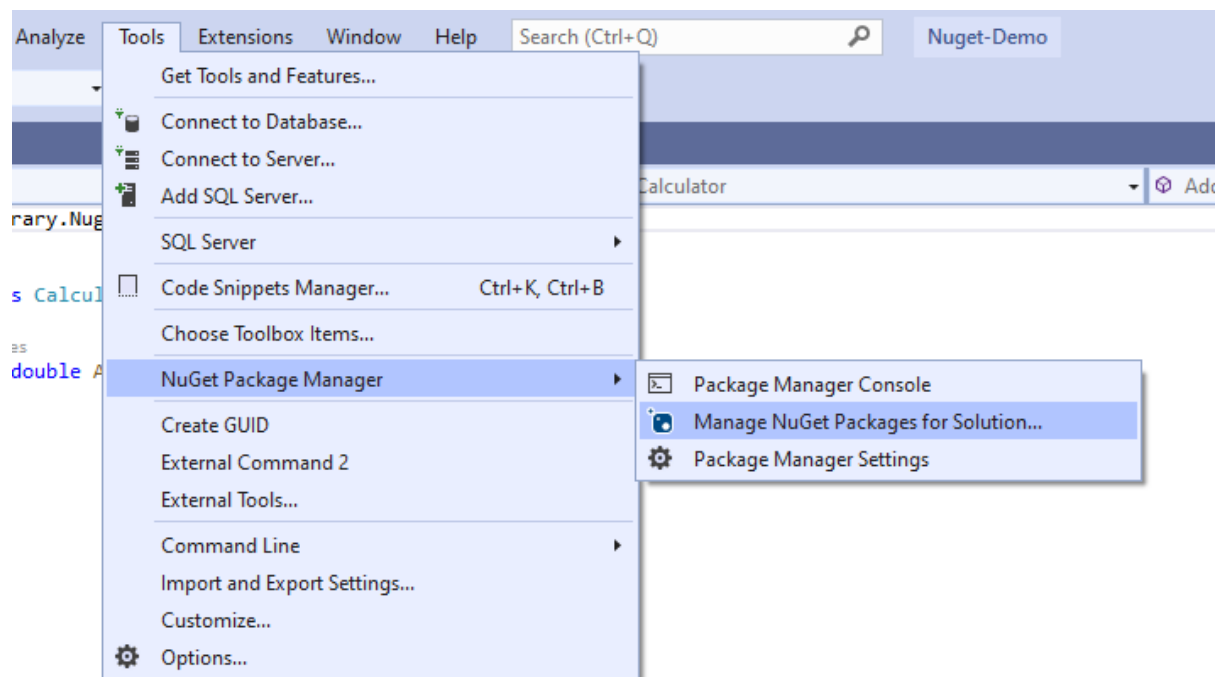 Analyze Tools Extensions Window Help Search (Ctrl+Q) Nuget-Demo
Get Tools and Features...
Connect to Database...
Connect to Server...
Calculator
Add SQL Server...
rary.Nug
SQL Server
Code Snippets Manager... Ctrl+K, Ctrl+B
s Calcul
Choose Toolbox Items...
es
double A
NuGet Package Manager
Package Manager Console
Manage NuGet Packages for Solution...
Package Manager Settings
Create GUID
External Command 2
External Tools...
Command Line
Import and Export Settings...
Customize...
Options...